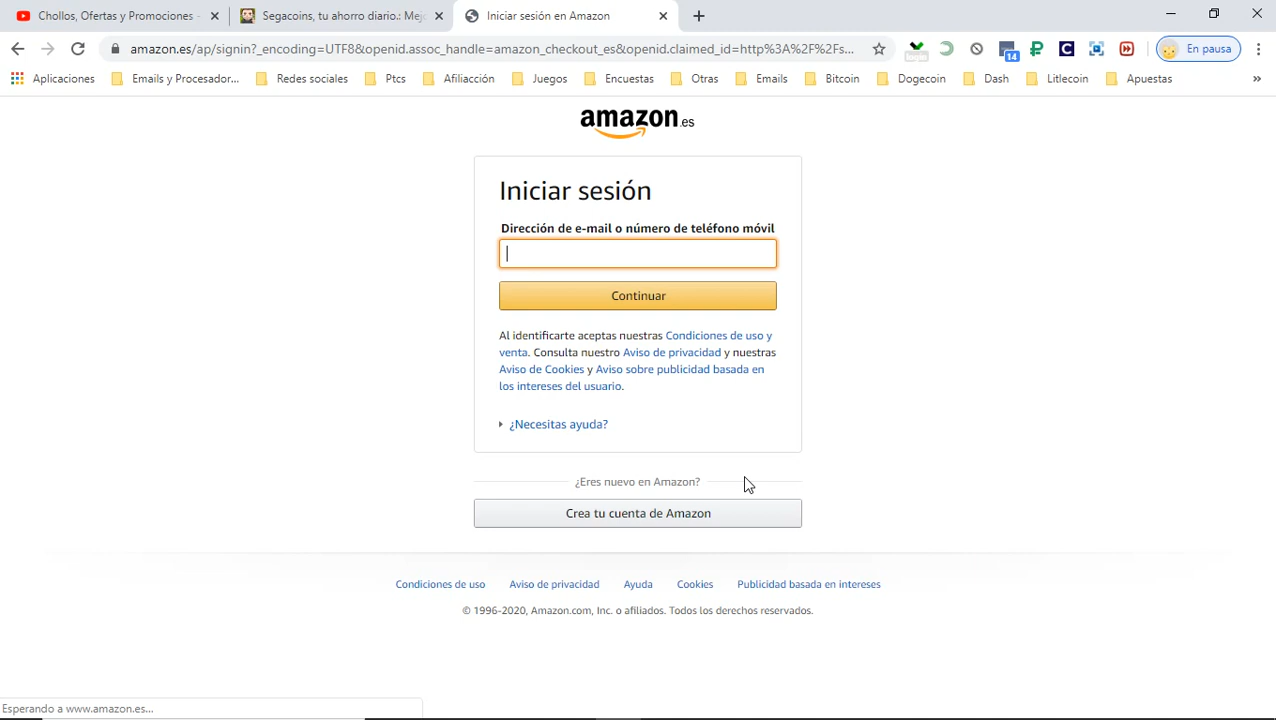 Chollos, Ofertas y Promociones -
Segacoins, tu ahorro diario.: Mej
Iniciar sesión en Amazon
amazon.es/ap/signin?_encoding=UTF8&openid.assoc_handle=amazon_checkout_es&openid.claimed_id=http%3A%2F%2Fs...
14
En pausa
Aplicaciones
Emails y Procesador...
Redes sociales
Ptcs
Afiliacción
Juegos
Encuestas
Otras
Emails
Bitcoin
Dogecoin
Dash
Litlecoin
Apuestas
»
amazon.es
Iniciar sesión
Dirección de e-mail o número de teléfono móvil
Continuar
Al identificarte aceptas nuestras Condiciones de uso y
venta. Consulta nuestro Aviso de privacidad y nuestras
Aviso de Cookies y Aviso sobre publicidad basada en
los intereses del usuario.
¿Necesitas ayuda?
¿Eres nuevo en Amazon?
Crea tu cuenta de Amazon
Condiciones de uso
Aviso de privacidad
Ayuda
Cookies
Publicidad basada en intereses
© 1996-2020, Amazon.com, Inc. o afiliados. Todos los derechos reservados.
Esperando a www.amazon.es...